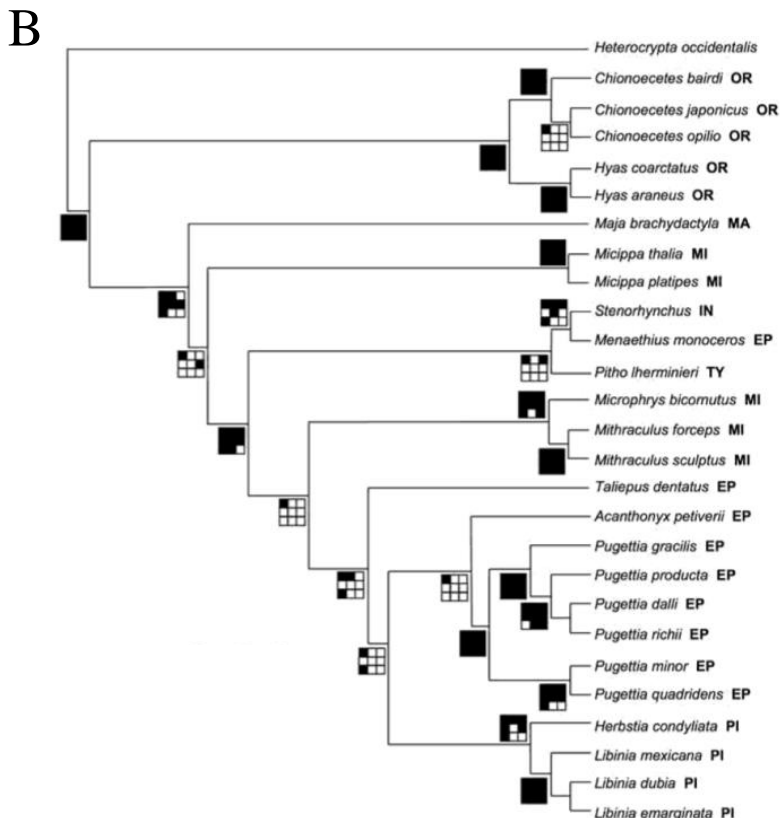 B
Heterocrypta occidentalis
Chionoecetes bairdi OR
Chionoecetes japonicus OR
Chionoecetes opilio OR
Hyas coarctatus OR
Hyas araneus OR
Maja brachydactyla MA
Micippa thalia MI
Micippa platipes MI
Stenorhynchus IN
Menaethius monoceros EP
Pitho lherminieri TY
Microphrys bicornutus MI
Mithraculus forceps MI
Mithraculus sculptus MI
Taliepus dentatus EP
Acanthonyx petiverii EP
Pugettia gracilis EP
Pugettia producta EP
Pugettia dalli EP
Pugettia richii EP
Pugettia minor EP
Pugettia quadridens EP
Herbstia condyliata PI
Libinia mexicana PI
Libinia dubia PI
Libinia emarginata PI